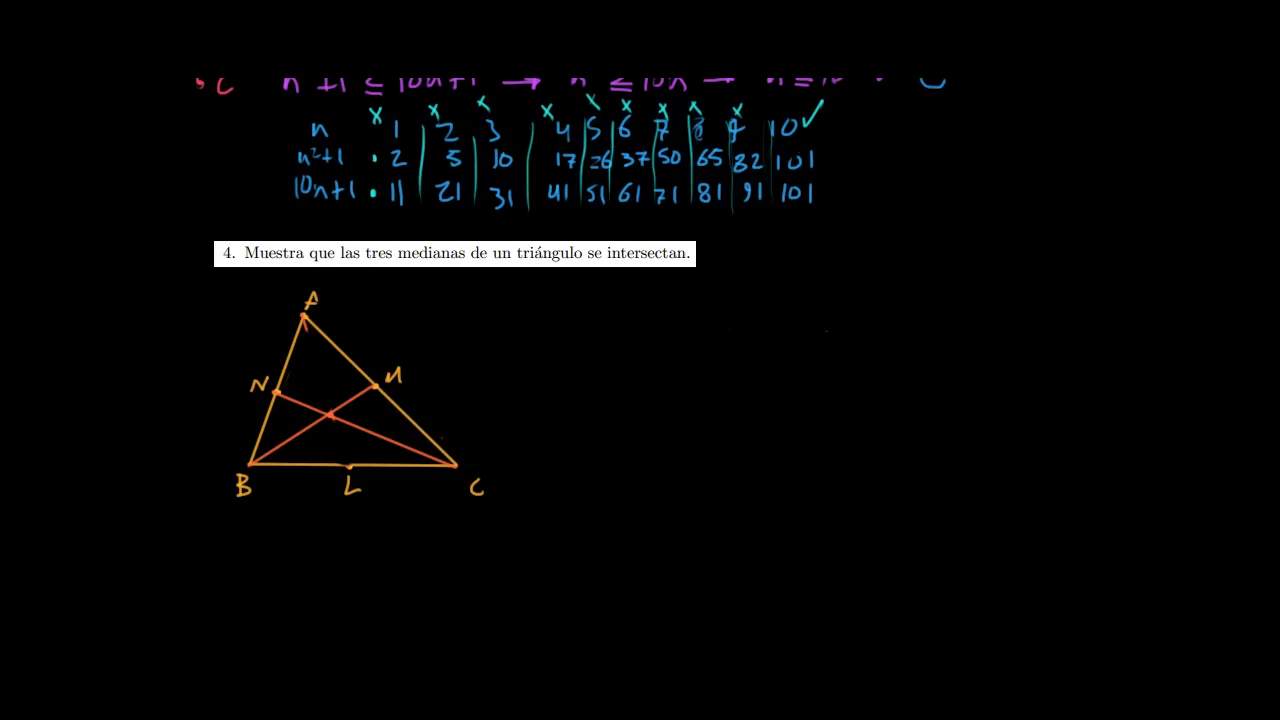 n 1 2 3 4 5 6 7 8 9 10
n²+1 2 5 10 17 26 37 50 65 82 101
10n+1 11 21 31 41 51 61 71 81 91 101
4. Muestra que las tres medianas de un triángulo se intersectan.
A
N M
B L C